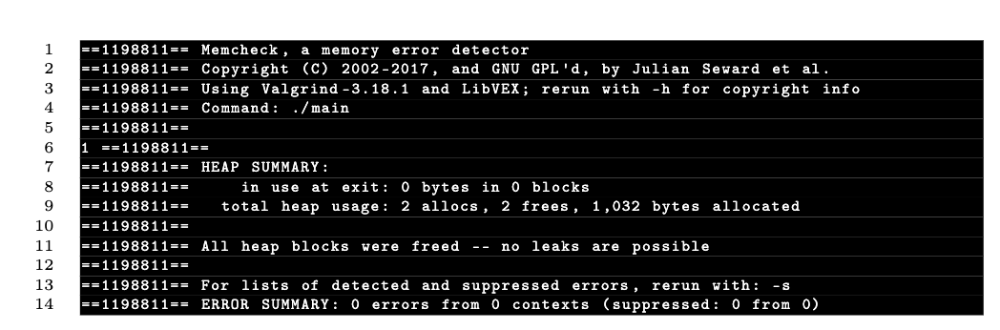 1 ==1198811== Memcheck, a memory error detector
2 ==1198811== Copyright (C) 2002-2017, and GNU GPL'd, by Julian Seward et al.
3 ==1198811== Using Valgrind-3.18.1 and LibVEX; rerun with -h for copyright info
4 ==1198811== Command: ./main
5 ==1198811==
6 1 ==1198811==
7 ==1198811== HEAP SUMMARY:
8 ==1198811==     in use at exit: 0 bytes in 0 blocks
9 ==1198811==   total heap usage: 2 allocs, 2 frees, 1,032 bytes allocated
10 ==1198811==
11 ==1198811== All heap blocks were freed -- no leaks are possible
12 ==1198811==
13 ==1198811== For lists of detected and suppressed errors, rerun with: -s
14 ==1198811== ERROR SUMMARY: 0 errors from 0 contexts (suppressed: 0 from 0)